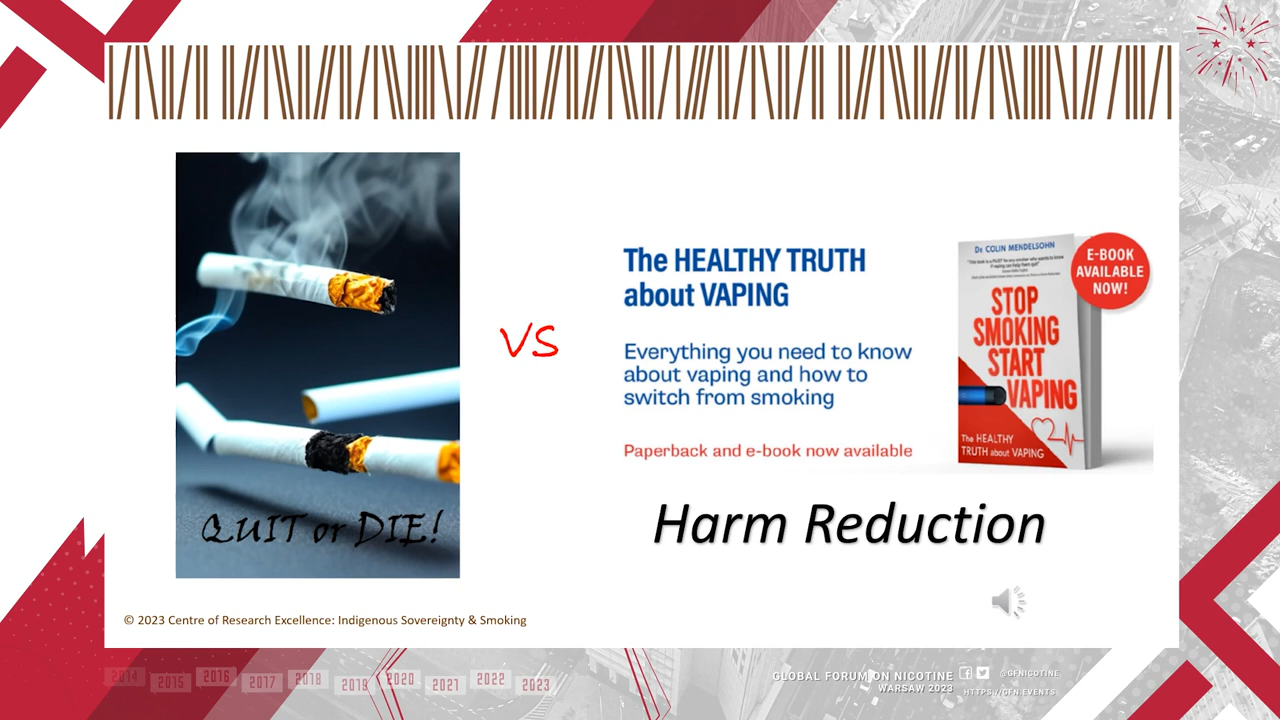 QUIT or DIE!
VS
The HEALTHY TRUTH
about VAPING
Everything you need to know
about vaping and how to
switch from smoking
Paperback and e-book now available
Dr COLIN MENDELSOHN
STOP
SMOKING
START
VAPING
The HEALTHY
TRUTH about VAPING
E-BOOK
AVAILABLE
NOW!
Harm Reduction
© 2023 Centre of Research Excellence: Indigenous Sovereignty & Smoking
2014 2015 2016 2017 2018 2019 2020 2021 2022 2023
GLOBAL FORUM ON NICOTINE
WARSAW 2023
@GFNICOTINE
HTTPS://GFN.EVENTS